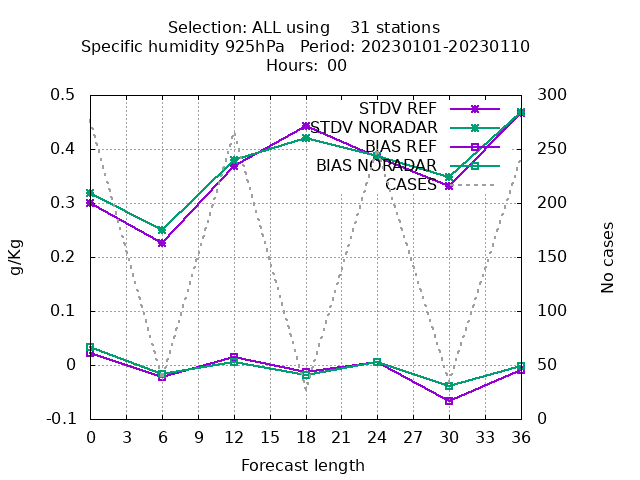 Selection: ALL using    31 stations
Specific humidity 925hPa   Period: 20230101-20230110
Hours: 00
0.5
0.4
0.3
0.2
0.1
0
-0.1
g/Kg
STDV REF
STDV NORADAR
BIAS REF
BIAS NORADAR
CASES
300
250
200
150
100
50
0
No cases
0 3 6 9 12 15 18 21 24 27 30 33 36
Forecast length